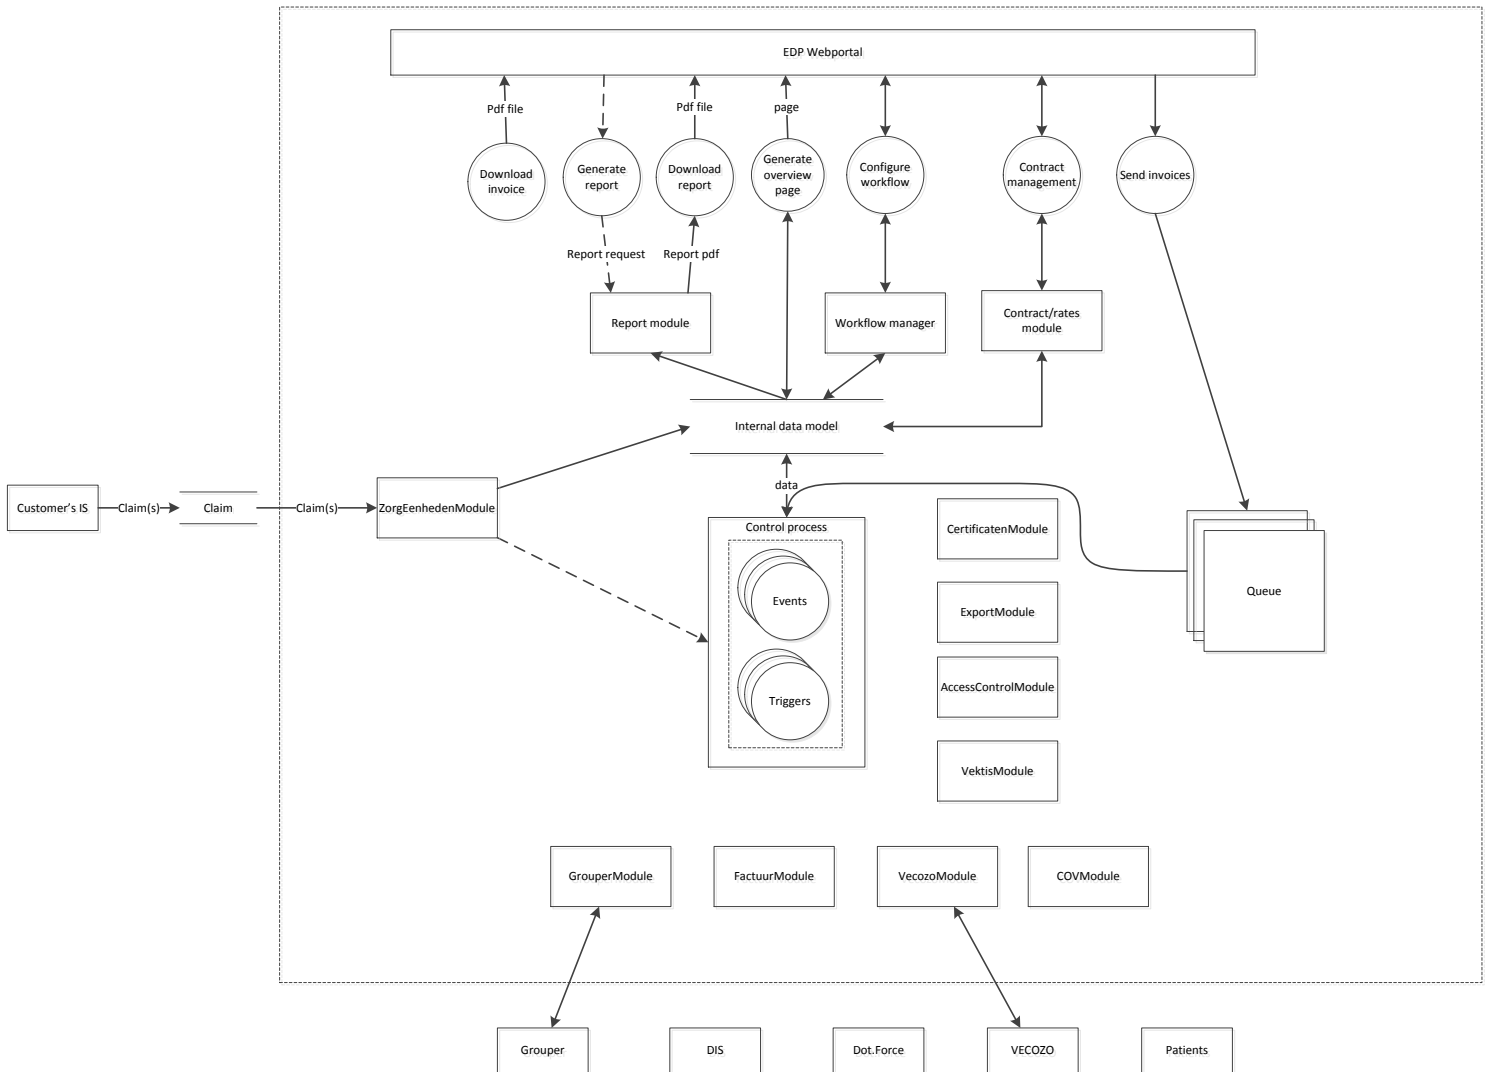 EDP Webportal
Pdf file
Pdf file
page
Download
invoice
Generate
report
Download
report
Generate
overview
page
Configure
workflow
Contract
management
Send invoices
Report request
Report pdf
Report module
Workflow manager
Contract/rates
module
Internal data model
data
Customer's IS
Claim(s)
Claim
Claim(s)
ZorgEenhedenModule
Control process
Events
Triggers
CertificatenModule
ExportModule
AccessControlModule
VektisModule
Queue
GrouperModule
FactuurModule
VecozoModule
COVModule
Grouper
DIS
Dot.Force
VECOZO
Patients